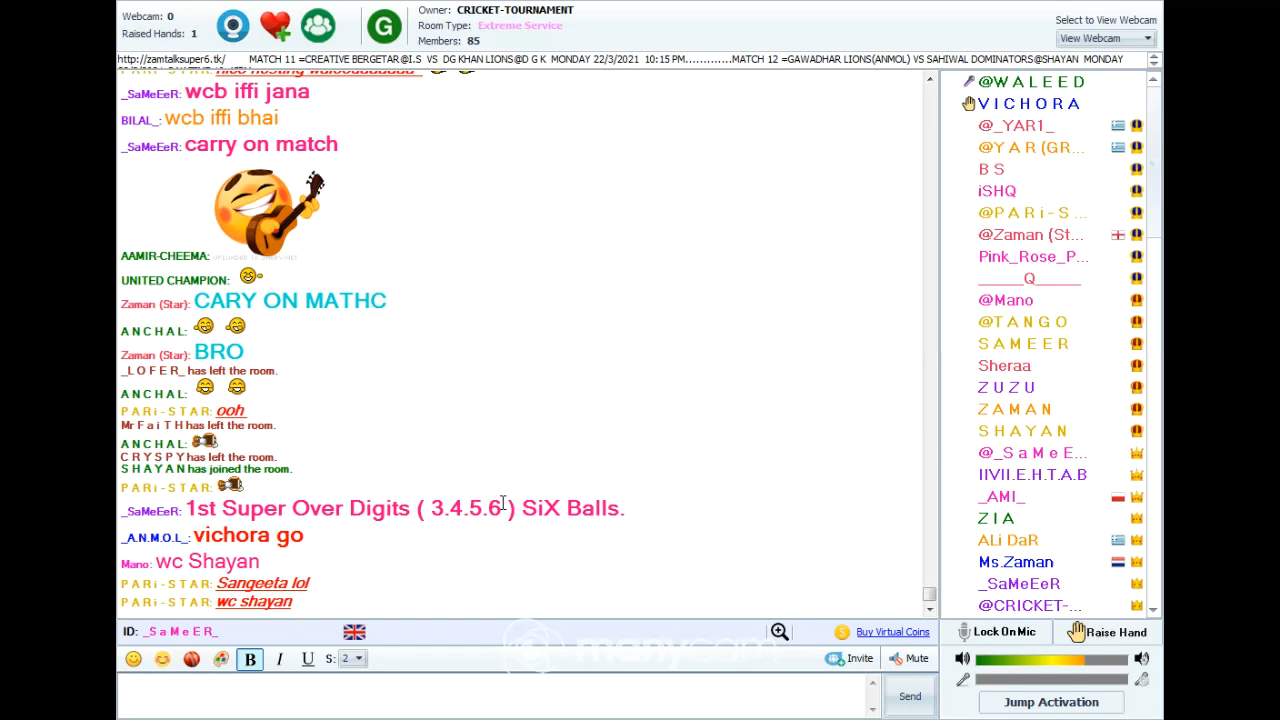 Webcam: 0
Raised Hands: 1
G
Owner: CRICKET-TOURNAMENT
Room Type: Extreme Service
Members: 85
Select to View Webcam
View Webcam
http://zamtalksuper6.tk/ MATCH 11 =CREATIVE BERGETAR@I.S VS DG KHAN LIONS@D G K MONDAY 22/3/2021 10:15 PM............MATCH 12 =GAWADHAR LIONS(ANMOL) VS SAHIWAL DOMINATORS@SHAYAN MONDAY
_SaMeEeR: wcb iffi jana
BILAL_: wcb iffi bhai
_SaMeEeR: carry on match
AAMIR-CHEEMA:
UNITED CHAMPION:
Zaman (Star): CARY ON MATHC
A N C H A L:
Zaman (Star): BRO
_L O F E R_ has left the room.
A N C H A L:
P A R i - S T A R: ooh
Mr F a i T H has left the room.
A N C H A L:
C R Y S P Y has left the room.
S H A Y A N has joined the room.
P A R i - S T A R:
_SaMeEeR: 1st Super Over Digits ( 3.4.5.6 ) SiX Balls.
_A.N.M.O.L_: vichora go
Mano: wc Shayan
P A R i - S T A R: Sangeeta lol
P A R i - S T A R: wc shayan
@W A L E E D
V I C H O R A
@_YAR1_
@Y A R (GR...
B S
iSHQ
@P A R i - S ...
@Zaman (St...
Pink_Rose_P...
______Q______
@Mano
@T A N G O
S A M E E R
Sheraa
Z U Z U
Z A M A N
S H A Y A N
@_S a M e E...
IIVII.E.H.T.A.B
_AMI_
Z I A
ALi DaR
Ms.Zaman
_SaMeEeR
@CRICKET-...
ID: _S a M e E R_
Buy Virtual Coins
Lock On Mic
Raise Hand
B I U S: 2
Invite
Mute
manycam
Send
Jump Activation